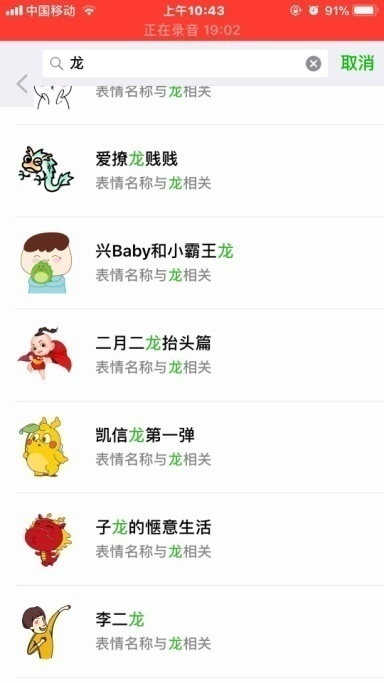 中国移动
上午10:43
91%
正在录音 19:02
龙
取消
表情名称与龙相关
爱撩龙贱贱
表情名称与龙相关
兴Baby和小霸王龙
表情名称与龙相关
二月二龙抬头篇
表情名称与龙相关
凯信龙第一弹
表情名称与龙相关
子龙的惬意生活
表情名称与龙相关
李二龙
表情名称与龙相关